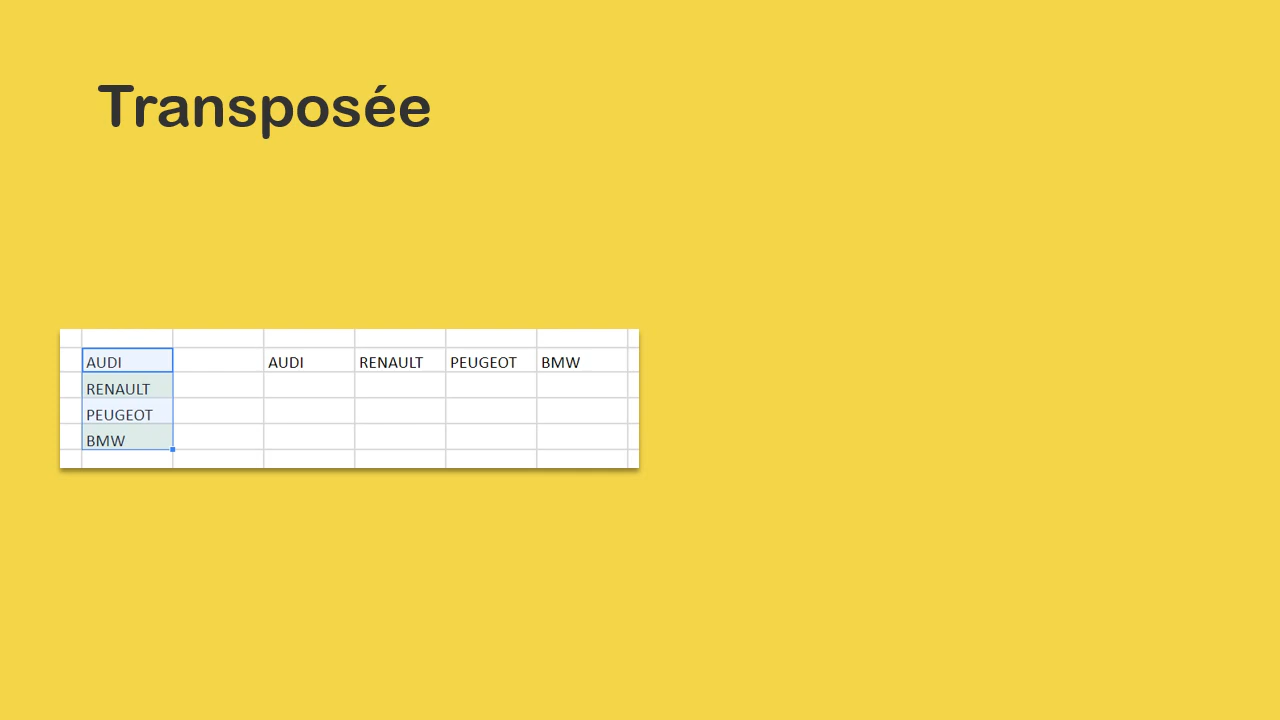 Transposée
AUDI AUDI RENAULT PEUGEOT BMW
RENAULT
PEUGEOT
BMW